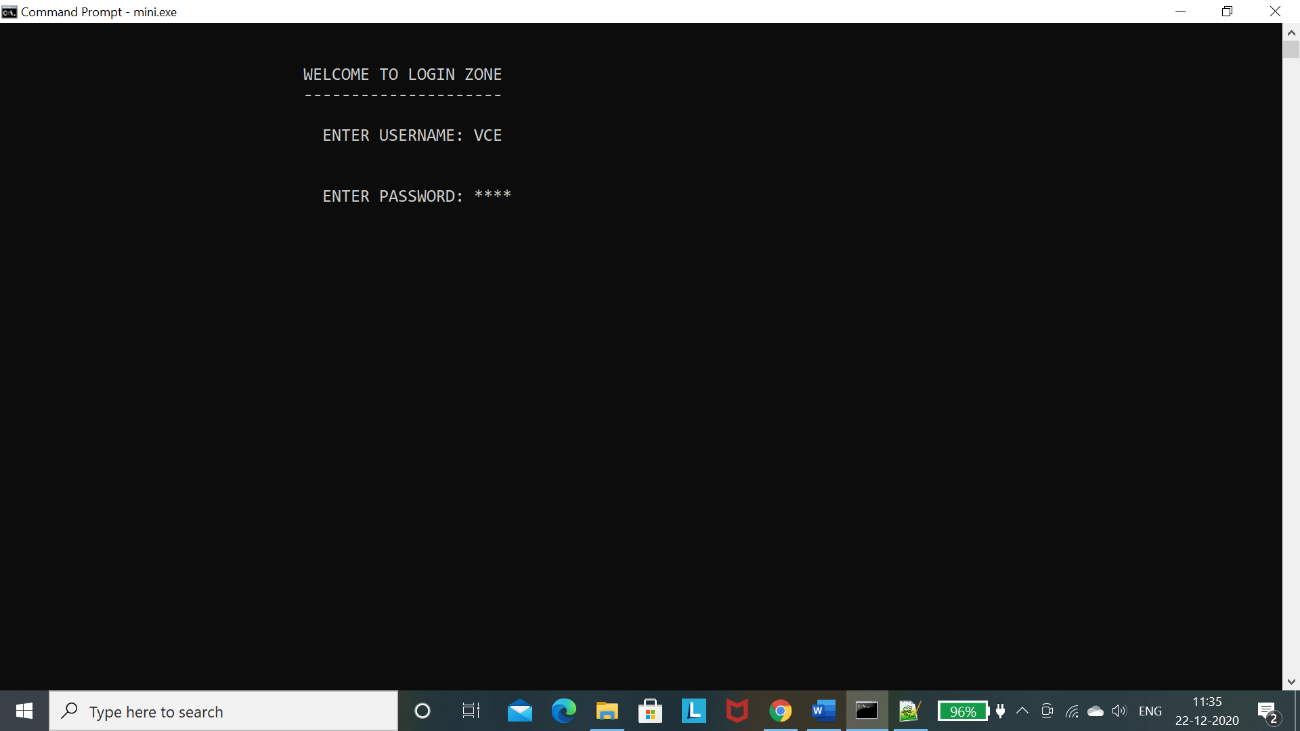 Command Prompt - mini.exe
WELCOME TO LOGIN ZONE
---------------------
ENTER USERNAME: VCE
ENTER PASSWORD: ****
Type here to search
96%
ENG
11:35
22-12-2020
2